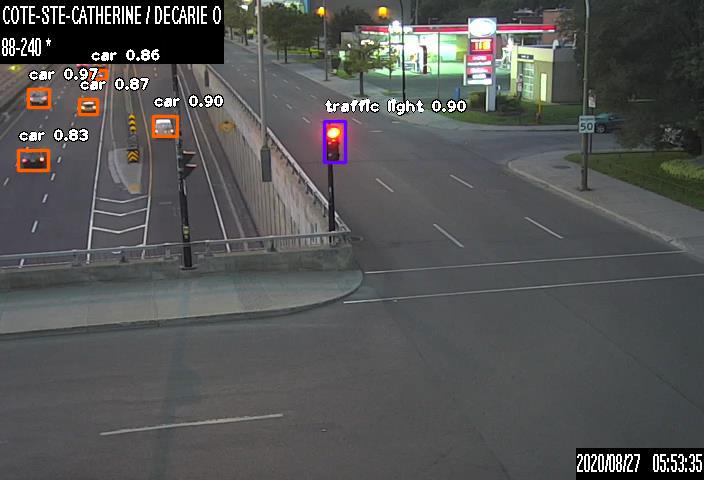 COTE-STE-CATHERINE / DECARIE O
88-240 *
car 0.86
car 0.97
car 0.87
car 0.90
traffic light 0.90
car 0.83
50
2020/08/27 05:53:35